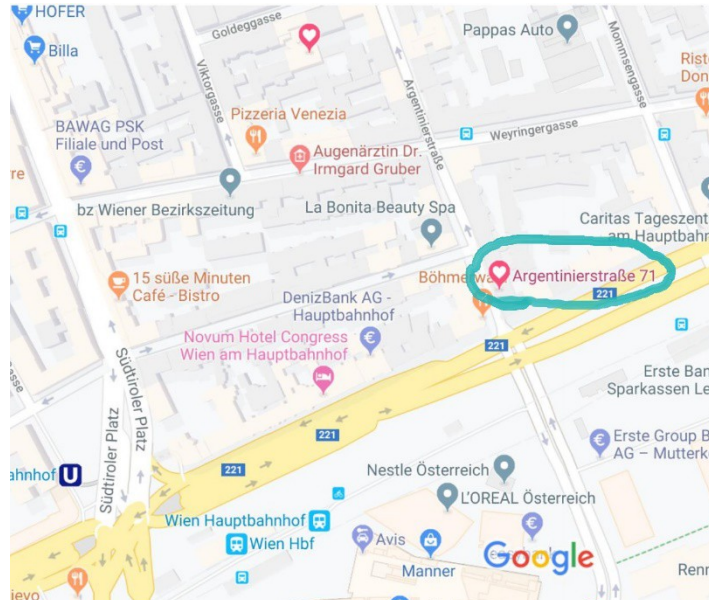 HOFER
Billa
Goldeggasse
Pappas Auto
Mommsengasse
Viktorgasse
Argentinierstraße
BAWAG PSK
Filiale und Post
Pizzeria Venezia
Weyringergasse
Augenärztin Dr.
Irmgard Gruber
bz Wiener Bezirkszeitung
La Bonita Beauty Spa
Caritas Tageszent
am Hauptbahn
15 süße Minuten
Café - Bistro
Argentinierstraße 71
221
DenizBank AG -
Hauptbahnhof
Novum Hotel Congress
Wien am Hauptbahnhof
221
Südtiroler Platz
Südtiroler Platz
Erste Ban
Sparkassen Le
221
Erste Group B
AG – Mutterk
221
ahnhof U
Nestle Österreich
L'OREAL Österreich
Wien Hauptbahnhof
Wien Hbf
Avis
Manner
Google